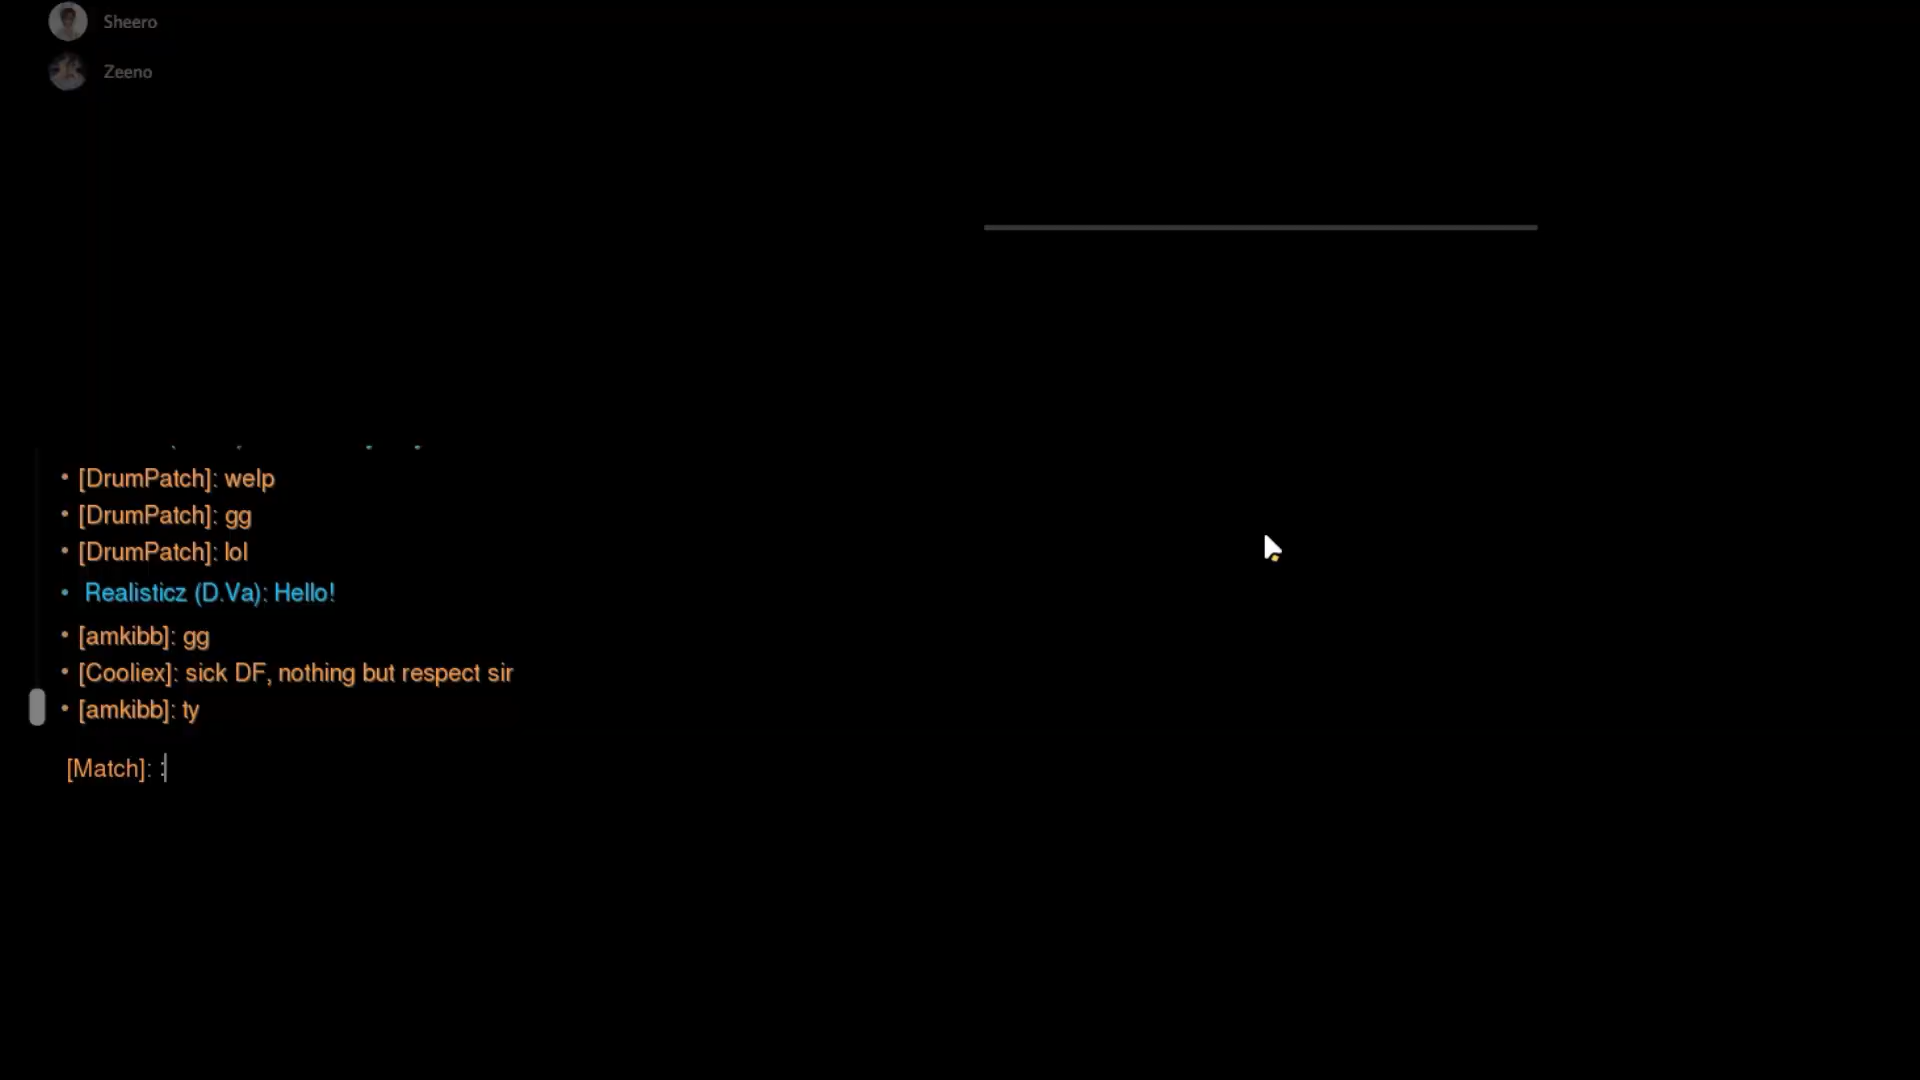 Sheero
Zeeno
• [DrumPatch]: welp
• [DrumPatch]: gg
• [DrumPatch]: lol
• Realisticz (D.Va): Hello!
• [amkibb]: gg
• [Cooliex]: sick DF, nothing but respect sir
• [amkibb]: ty
[Match]: :